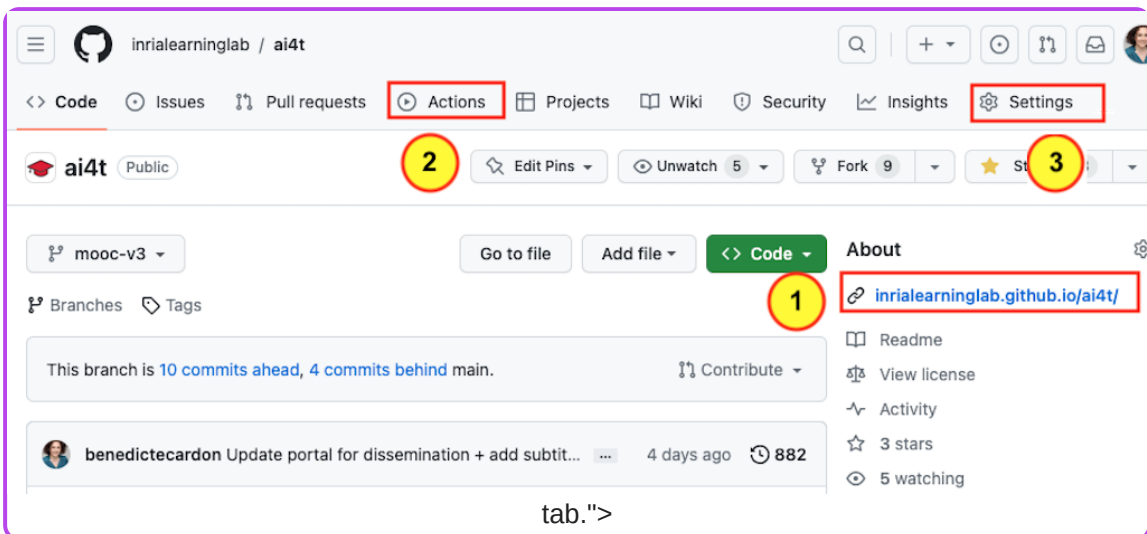 inrialearninglab / ai4t
Code Issues Pull requests Actions Projects Wiki Security Insights Settings
ai4t Public 2 Edit Pins Unwatch 5 Fork 9 St 3
mooc-v3 Go to file Add file Code About
1 inrialearninglab.github.io/ai4t/
Branches Tags
Readme
This branch is 10 commits ahead, 4 commits behind main. Contribute
View license
Activity
3 stars
benedictecardon Update portal for dissemination + add subtit... ... 4 days ago 882
5 watching
tab.">